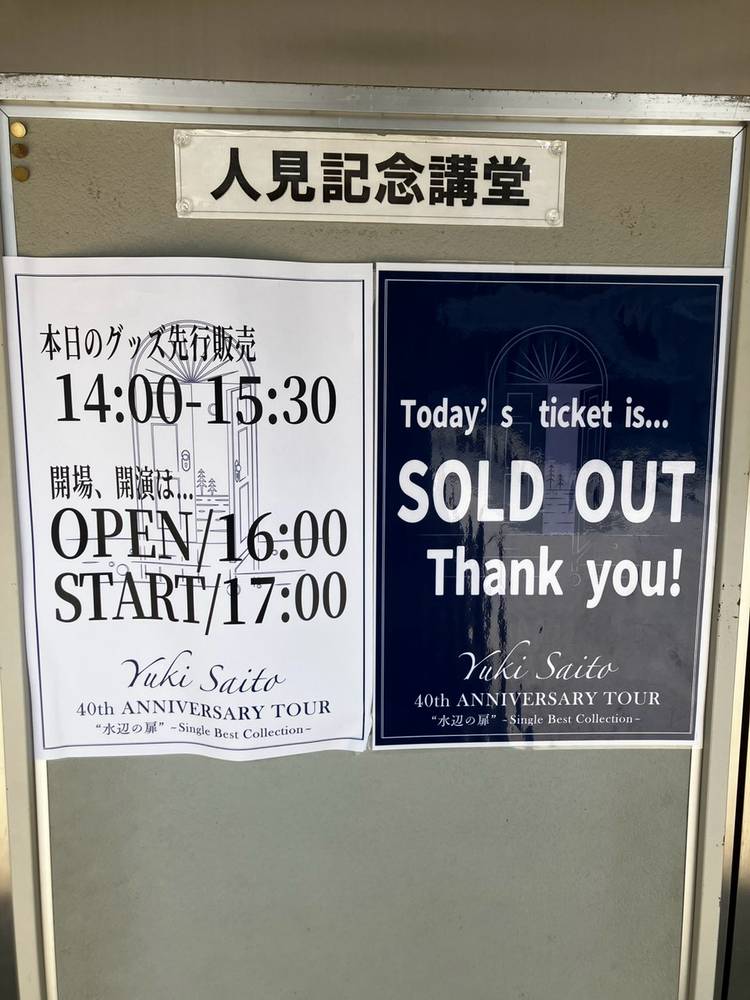 人見記念講堂
本日のグッズ先行販売
14:00-15:30
開場、開演は...
OPEN/16:00
START/17:00
Yuki Saito
40th ANNIVERSARY TOUR
“水辺の扉” –Single Best Collection–
Today’s ticket is...
SOLD OUT
Thank you!
Yuki Saito
40th ANNIVERSARY TOUR
“水辺の扉” –Single Best Collection–